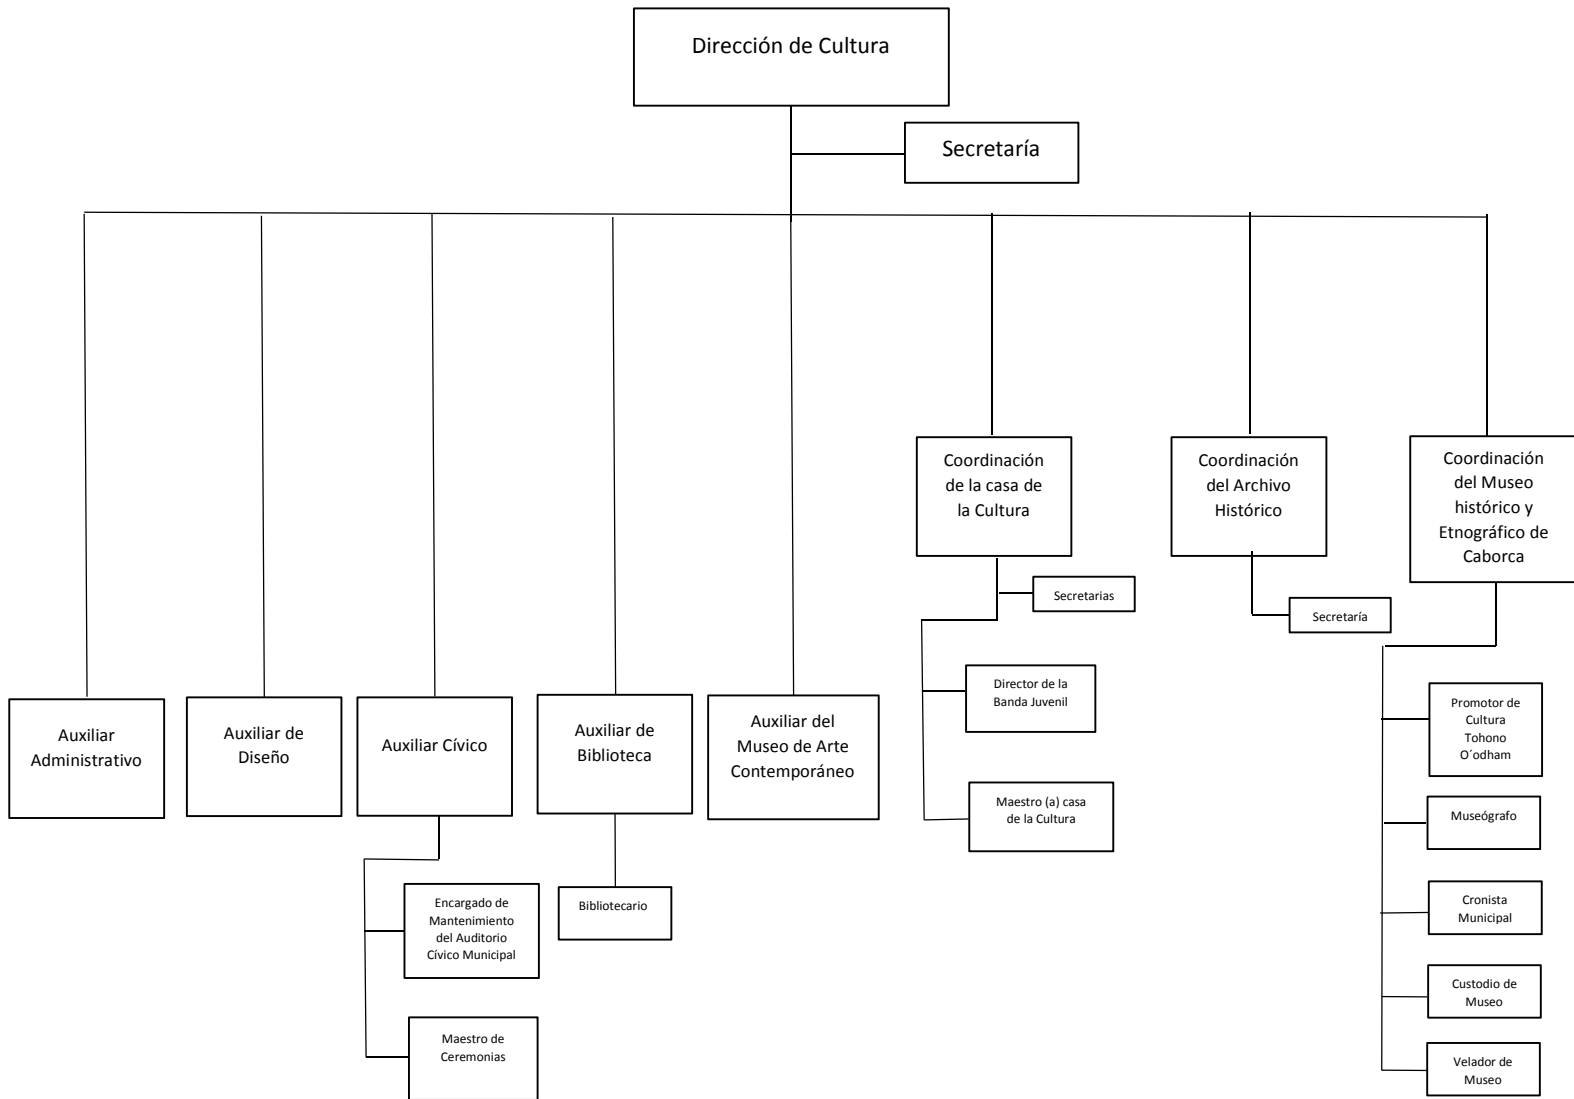 Dirección de Cultura
Secretaría
Coordinación
de la casa de
la Cultura
Coordinación
del Archivo
Histórico
Coordinación
del Museo
histórico y
Etnográfico de
Caborca
Secretarias
Secretaría
Director de la
Banda Juvenil
Maestro (a) casa
de la Cultura
Promotor de
Cultura
Tohono
O´odham
Museógrafo
Cronista
Municipal
Custodio de
Museo
Velador de
Museo
Auxiliar
Administrativo
Auxiliar de
Diseño
Auxiliar Cívico
Auxiliar de
Biblioteca
Auxiliar del
Museo de Arte
Contemporáneo
Encargado de
Mantenimiento
del Auditorio
Cívico Municipal
Maestro de
Ceremonias
Bibliotecario